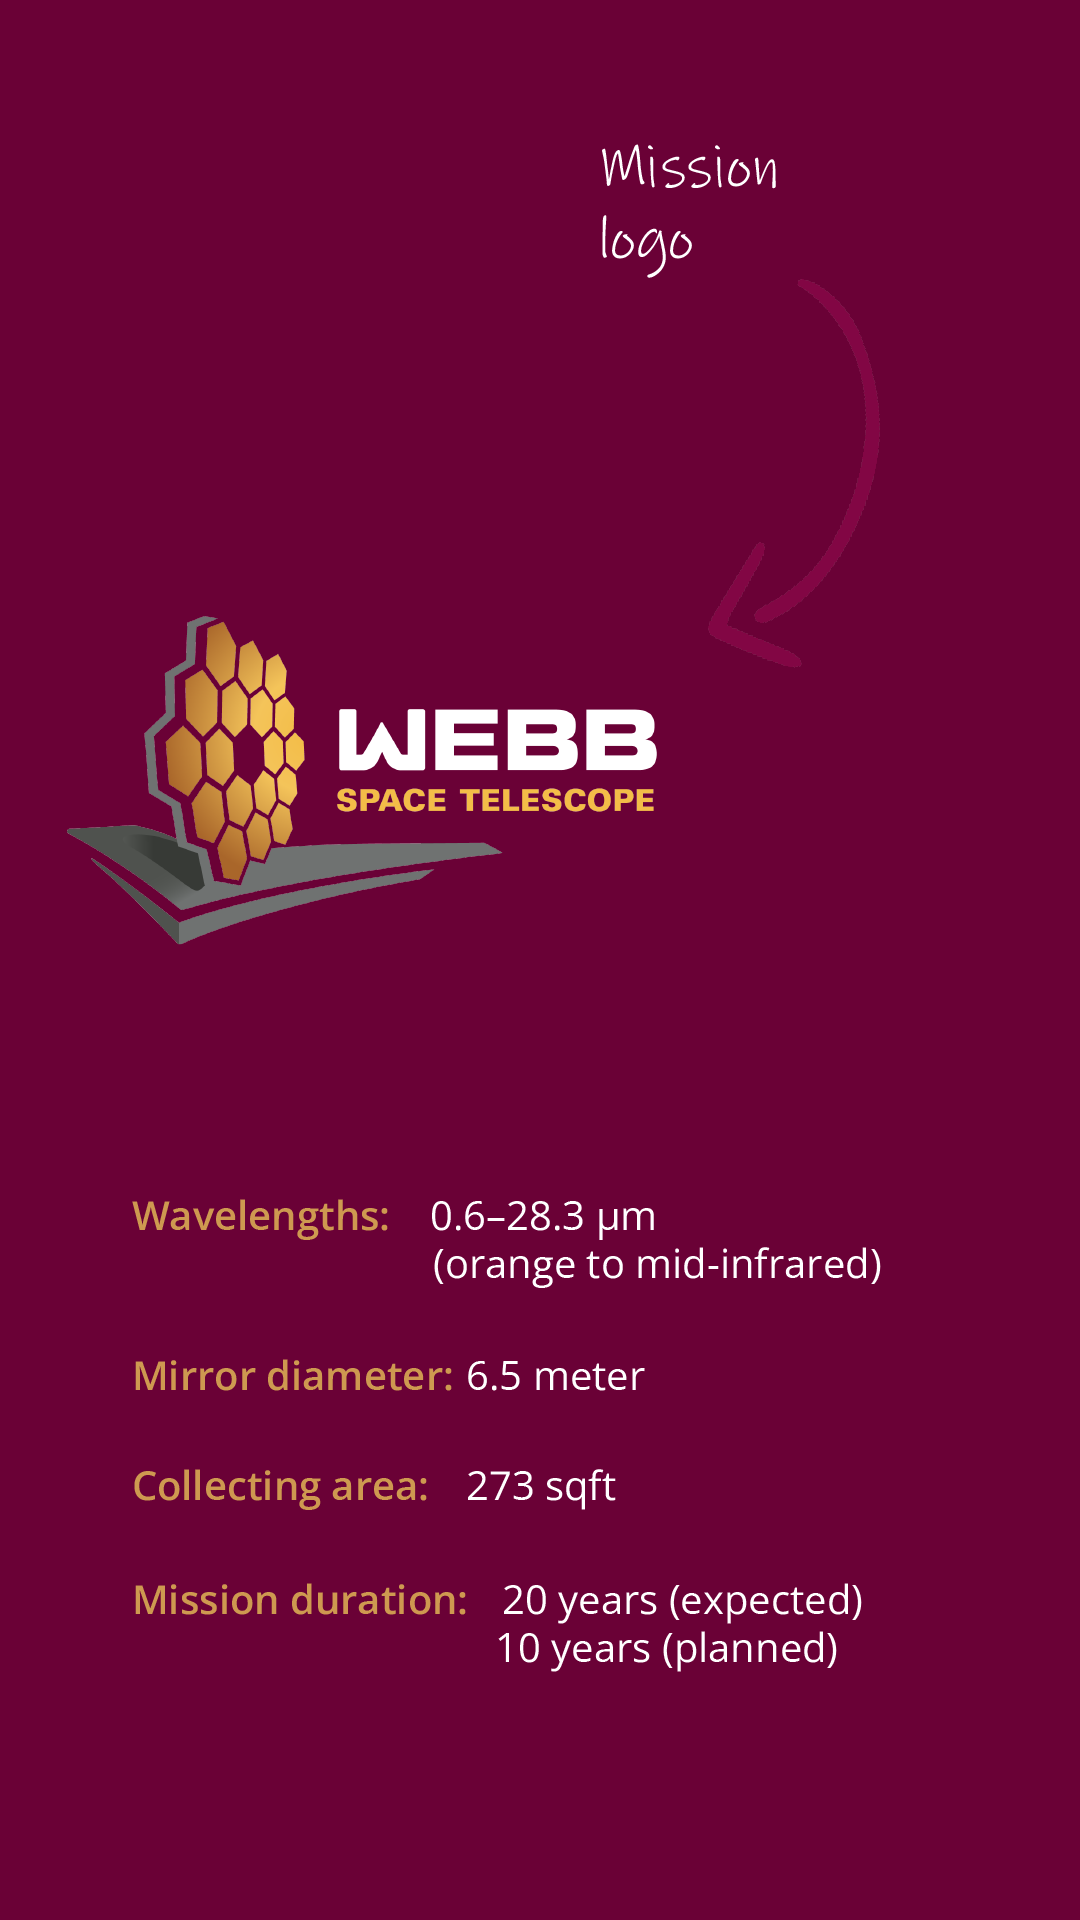 Mission
logo
WEBB
SPACE TELESCOPE
Wavelengths: 0.6–28.3 μm
(orange to mid-infrared)
Mirror diameter: 6.5 meter
Collecting area: 273 sqft
Mission duration: 20 years (expected)
10 years (planned)